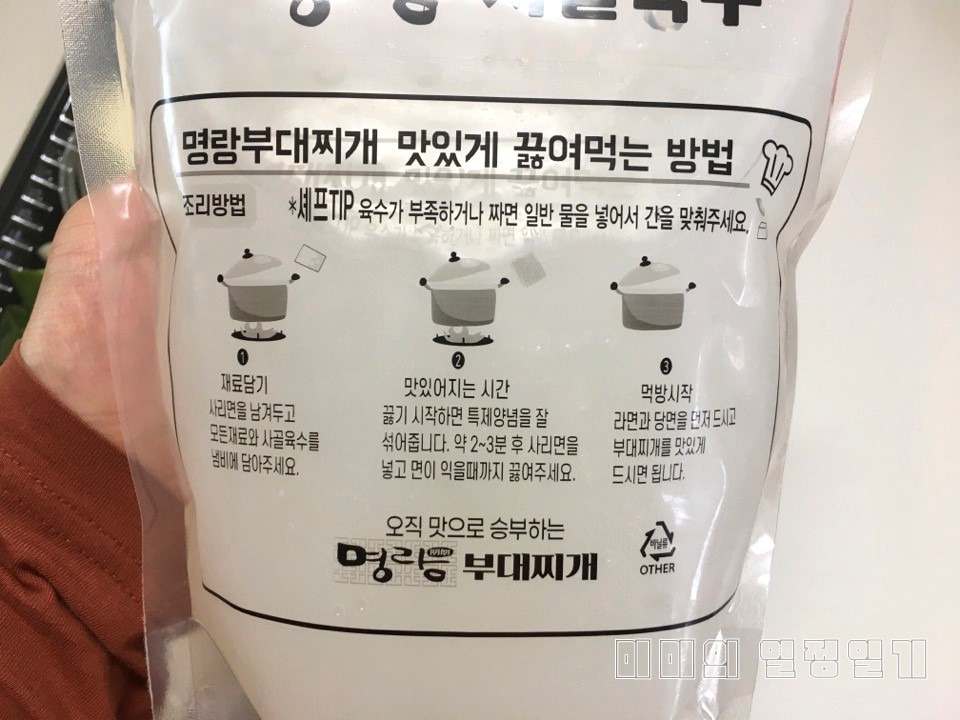 명랑부대찌개 맛있게 끓여먹는 방법
조리방법 *셰프TIP 육수가 부족하거나 짜면 일반 물을 넣어서 간을 맞춰주세요.
1
재료담기
사리면을 남겨두고
모든재료와 사골육수를
냄비에 담아주세요.
2
맛있어지는 시간
끓기 시작하면 특제양념을 잘
섞어줍니다. 약 2~3분 후 사리면을
넣고 면이 익을때까지 끓여주세요.
3
먹방시작
라면과 당면을 먼저 드시고
부대찌개를 맛있게
드시면 됩니다.
오직 맛으로 승부하는
명랑 부대찌개
비닐류
OTHER
미미의 열정일기